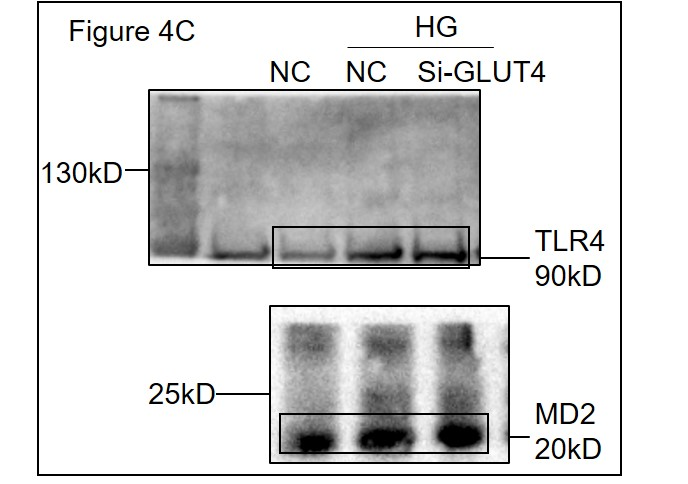 Figure 4C
HG
NC
NC
Si-GLUT4
130kD
TLR4
90kD
25kD
MD2
20kD